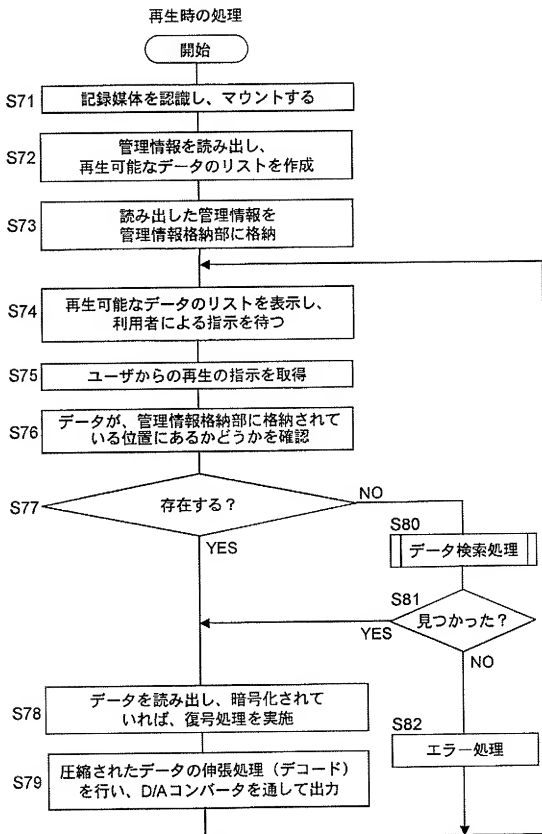 再生時の処理
開始
S71
記録媒体を認識し、マウントする
S72
管理情報を読み出し、
再生可能なデータのリストを作成
S73
読み出した管理情報を
管理情報格納部に格納
S74
再生可能なデータのリストを表示し、
利用者による指示を待つ
S75
ユーザからの再生の指示を取得
S76
データが、管理情報格納部に格納されて
いる位置にあるかどうかを確認
S77
存在する？
NO
YES
S80
データ検索処理
S81
見つかった？
YES
NO
S78
データを読み出し、暗号化されて
いれば、復号処理を実施
S82
エラー処理
S79
圧縮されたデータの伸張処理（デコード）
を行い、D/Aコンバータを通して出力